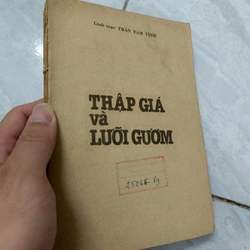 Linh mục TRẦN TAM TỈNH
THẬP GIÁ
và
LƯỠI GƯƠM